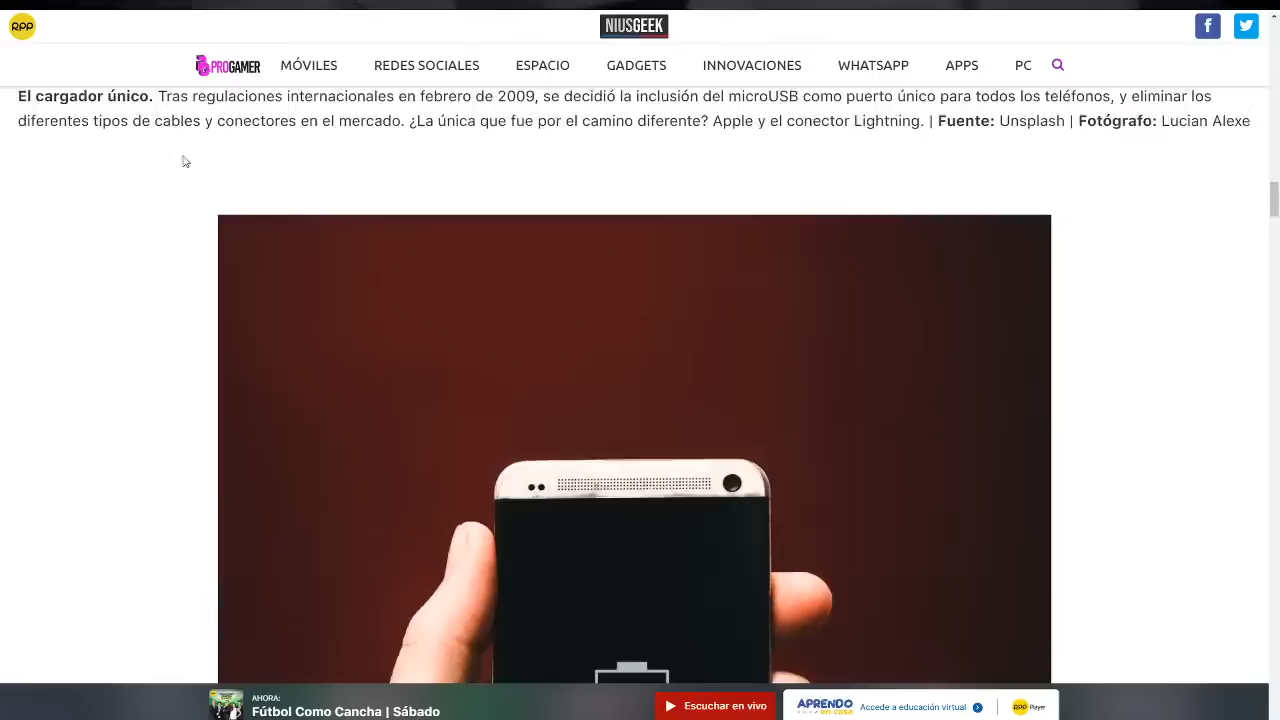 RPP
NIUSGEEK
f
PROGAMER MÓVILES REDES SOCIALES ESPACIO GADGETS INNOVACIONES WHATSAPP APPS PC
El cargador único. Tras regulaciones internacionales en febrero de 2009, se decidió la inclusión del microUSB como puerto único para todos los teléfonos, y eliminar los
diferentes tipos de cables y conectores en el mercado. ¿La única que fue por el camino diferente? Apple y el conector Lightning. | Fuente: Unsplash | Fotógrafo: Lucian Alexe
AHORA:
Fútbol Como Cancha | Sábado
Escuchar en vivo
APRENDO
en casa
Accede a educación virtual
RPP Player